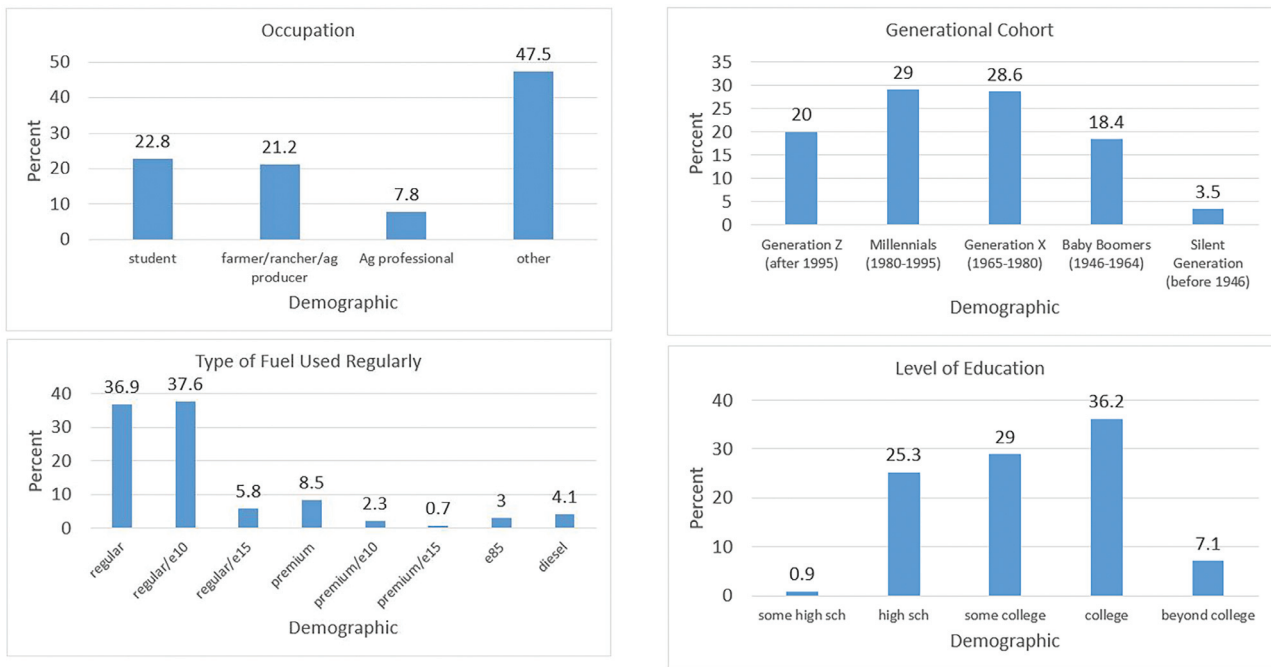 Occupation
Percent
50
40
30
20
10
0
22.8
21.2
7.8
47.5
student
farmer/rancher/ag
producer
Ag professional
other
Demographic
Generational Cohort
Percent
35
30
25
20
15
10
5
0
20
29
28.6
18.4
3.5
Generation Z
(after 1995)
Millennials
(1980-1995)
Generation X
(1965-1980)
Baby Boomers
(1946-1964)
Silent
Generation
(before 1946)
Demographic
Type of Fuel Used Regularly
Percent
40
30
20
10
0
36.9
37.6
5.8
8.5
2.3
0.7
3
4.1
regular
regular/e10
regular/e15
premium
premium/e10
premium/e15
e85
diesel
Demographic
Level of Education
Percent
40
30
20
10
0
0.9
25.3
29
36.2
7.1
some high sch
high sch
some college
college
beyond college
Demographic